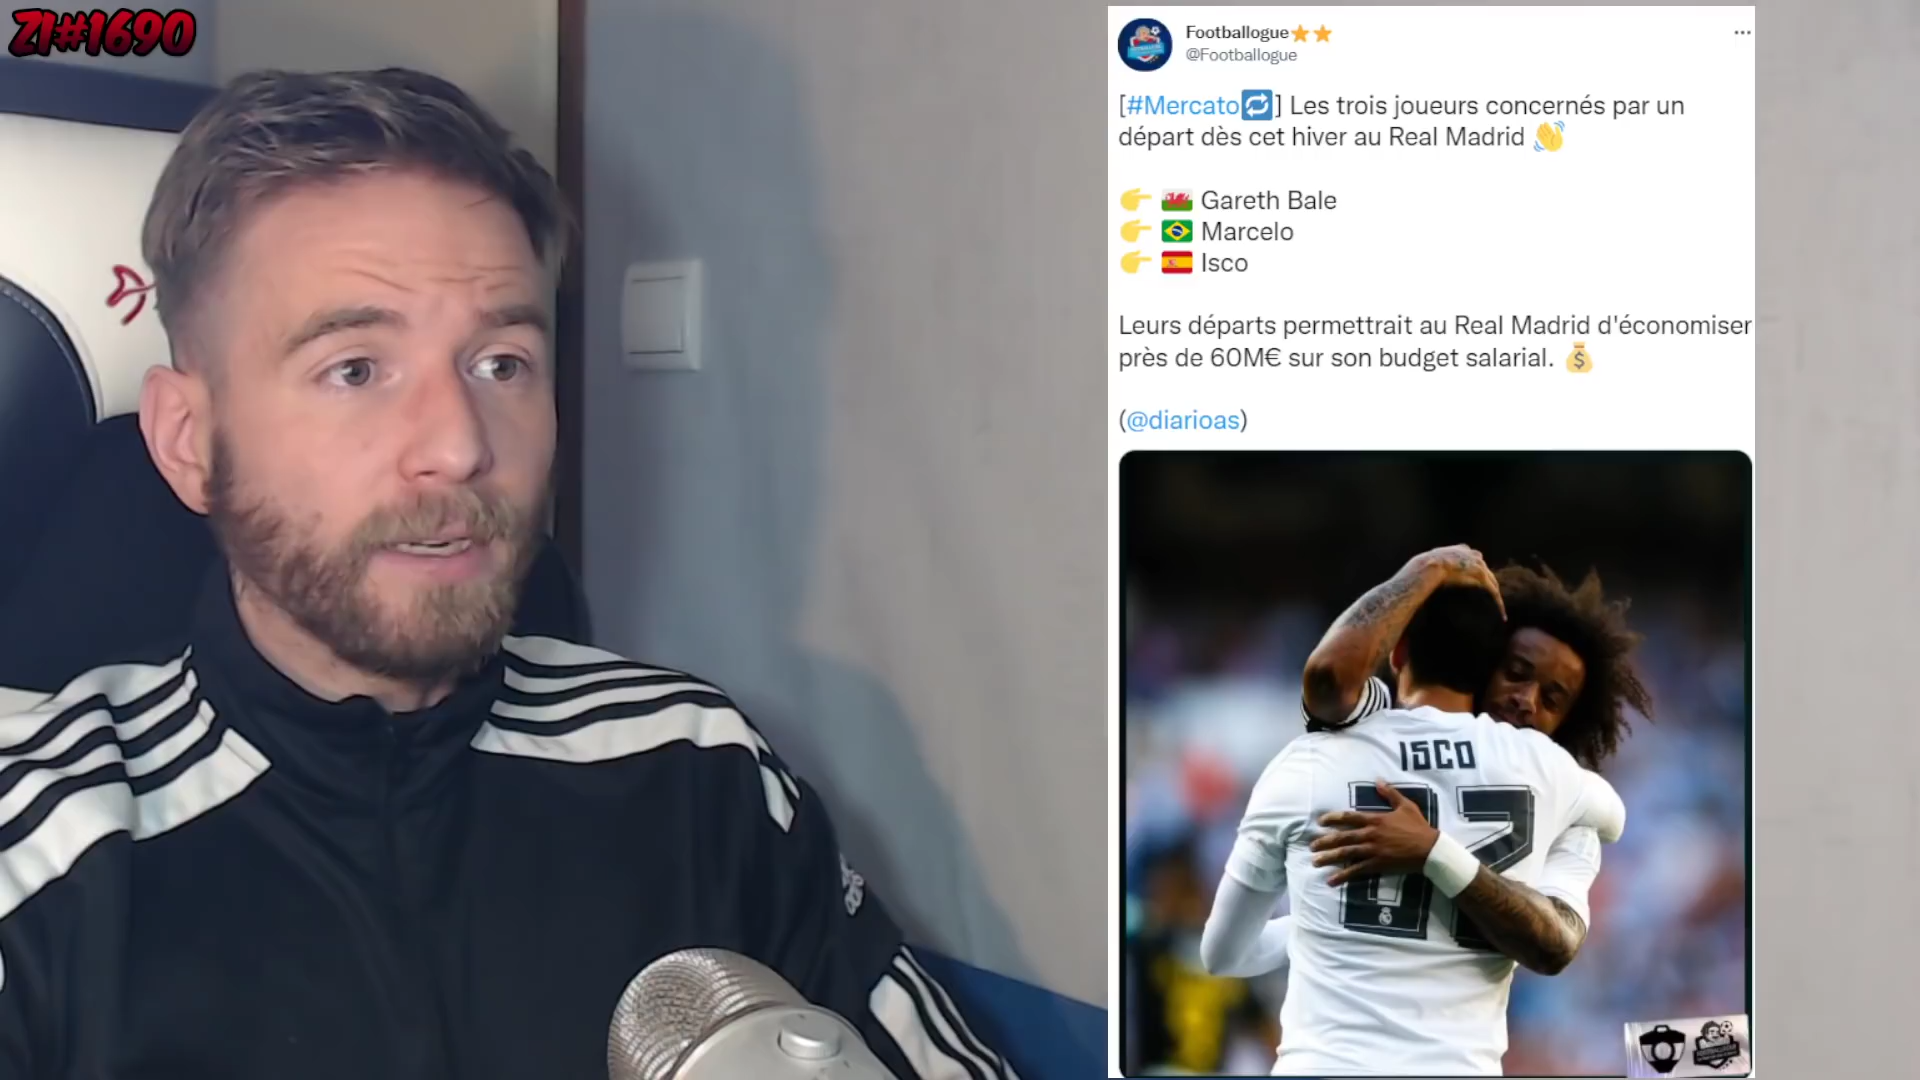 ZI#1690
Footballogue
@Footballogue
[#Mercato] Les trois joueurs concernés par un
départ dès cet hiver au Real Madrid 👋
👉 🏴󠁧󠁢󠁷󠁬󠁳󠁿 Gareth Bale
👉 🇧🇷 Marcelo
👉 🇪🇸 Isco
Leurs départs permettrait au Real Madrid d'économiser
près de 60M€ sur son budget salarial. 💰
(@diarioas)
ISCO